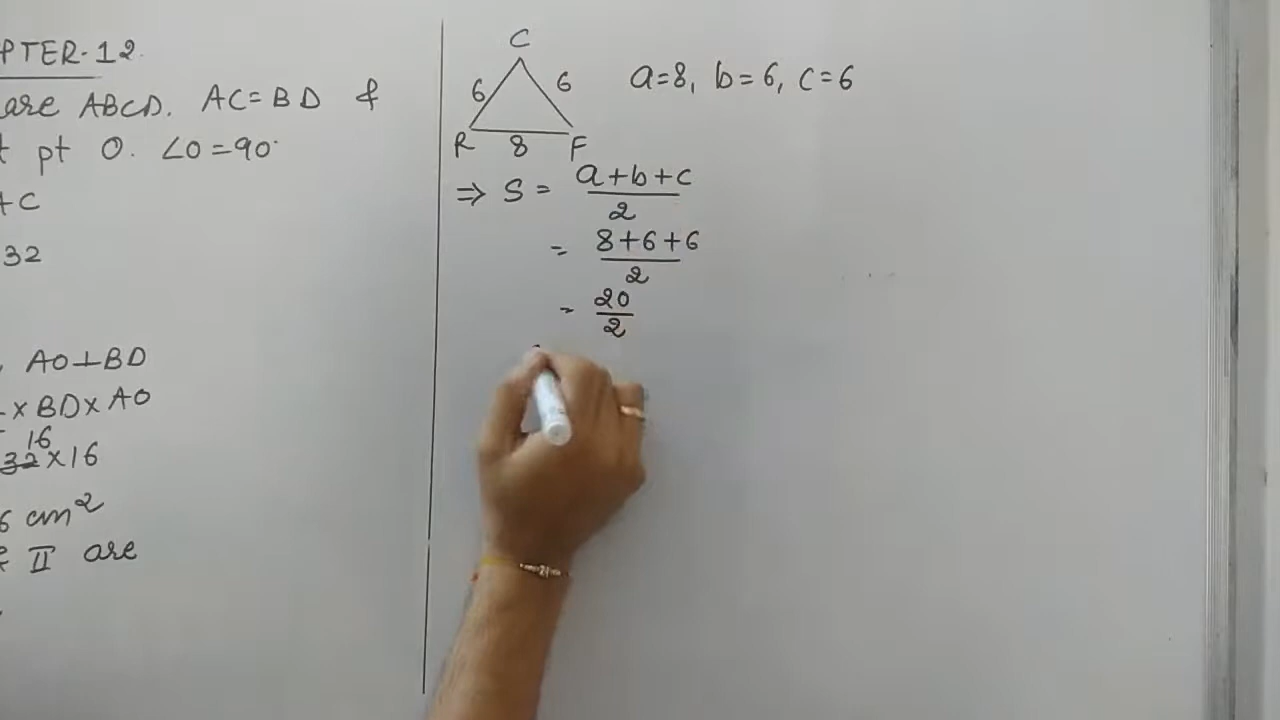 PTER-12.
are ABCD. AC=BD &
t pt O. ∠O=90°
+C
32
AO⊥BD
×BD×AO
16
32×16
6 cm²
& II are
C
6 6
R 8 F
a=8, b=6, c=6
⇒ S = a+b+c
2
= 8+6+6
2
= 20
2